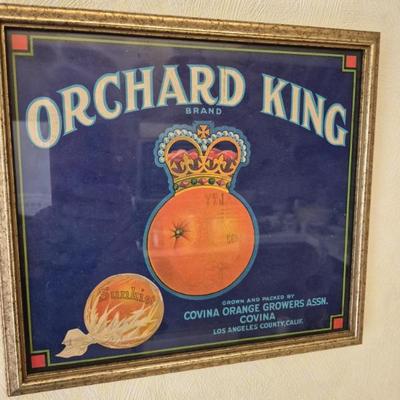 ORCHARD KING
BRAND
Sunkist
GROWN AND PACKED BY
COVINA ORANGE GROWERS ASSN.
COVINA
LOS ANGELES COUNTY, CALIF.